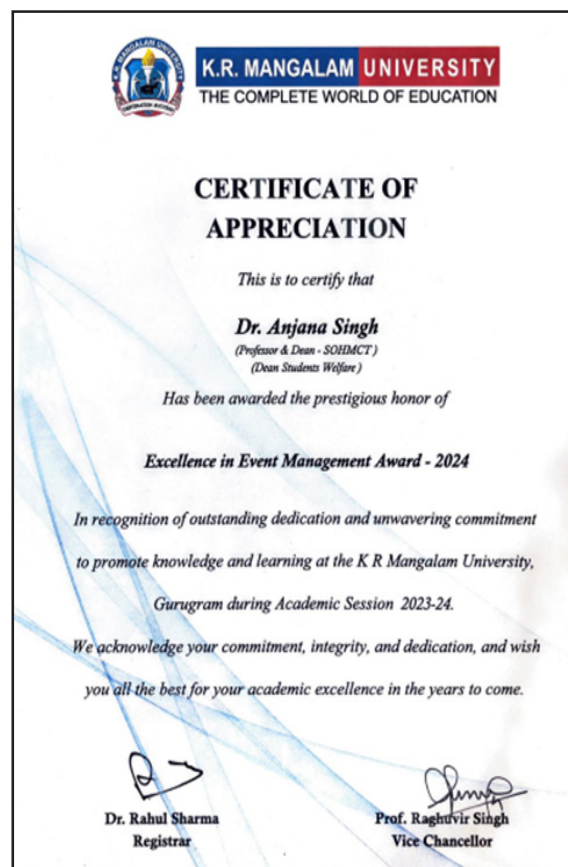 K.R. MANGALAM UNIVERSITY
THE COMPLETE WORLD OF EDUCATION
CERTIFICATE OF
APPRECIATION
This is to certify that
Dr. Anjana Singh
(Professor & Dean - SOHMCT )
(Dean Students Welfare )
Has been awarded the prestigious honor of
Excellence in Event Management Award - 2024
In recognition of outstanding dedication and unwavering commitment
to promote knowledge and learning at the K R Mangalam University,
Gurugram during Academic Session 2023-24.
We acknowledge your commitment, integrity, and dedication, and wish
you all the best for your academic excellence in the years to come.
Dr. Rahul Sharma
Prof. Raghuvir Singh
Registrar
Vice Chancellor